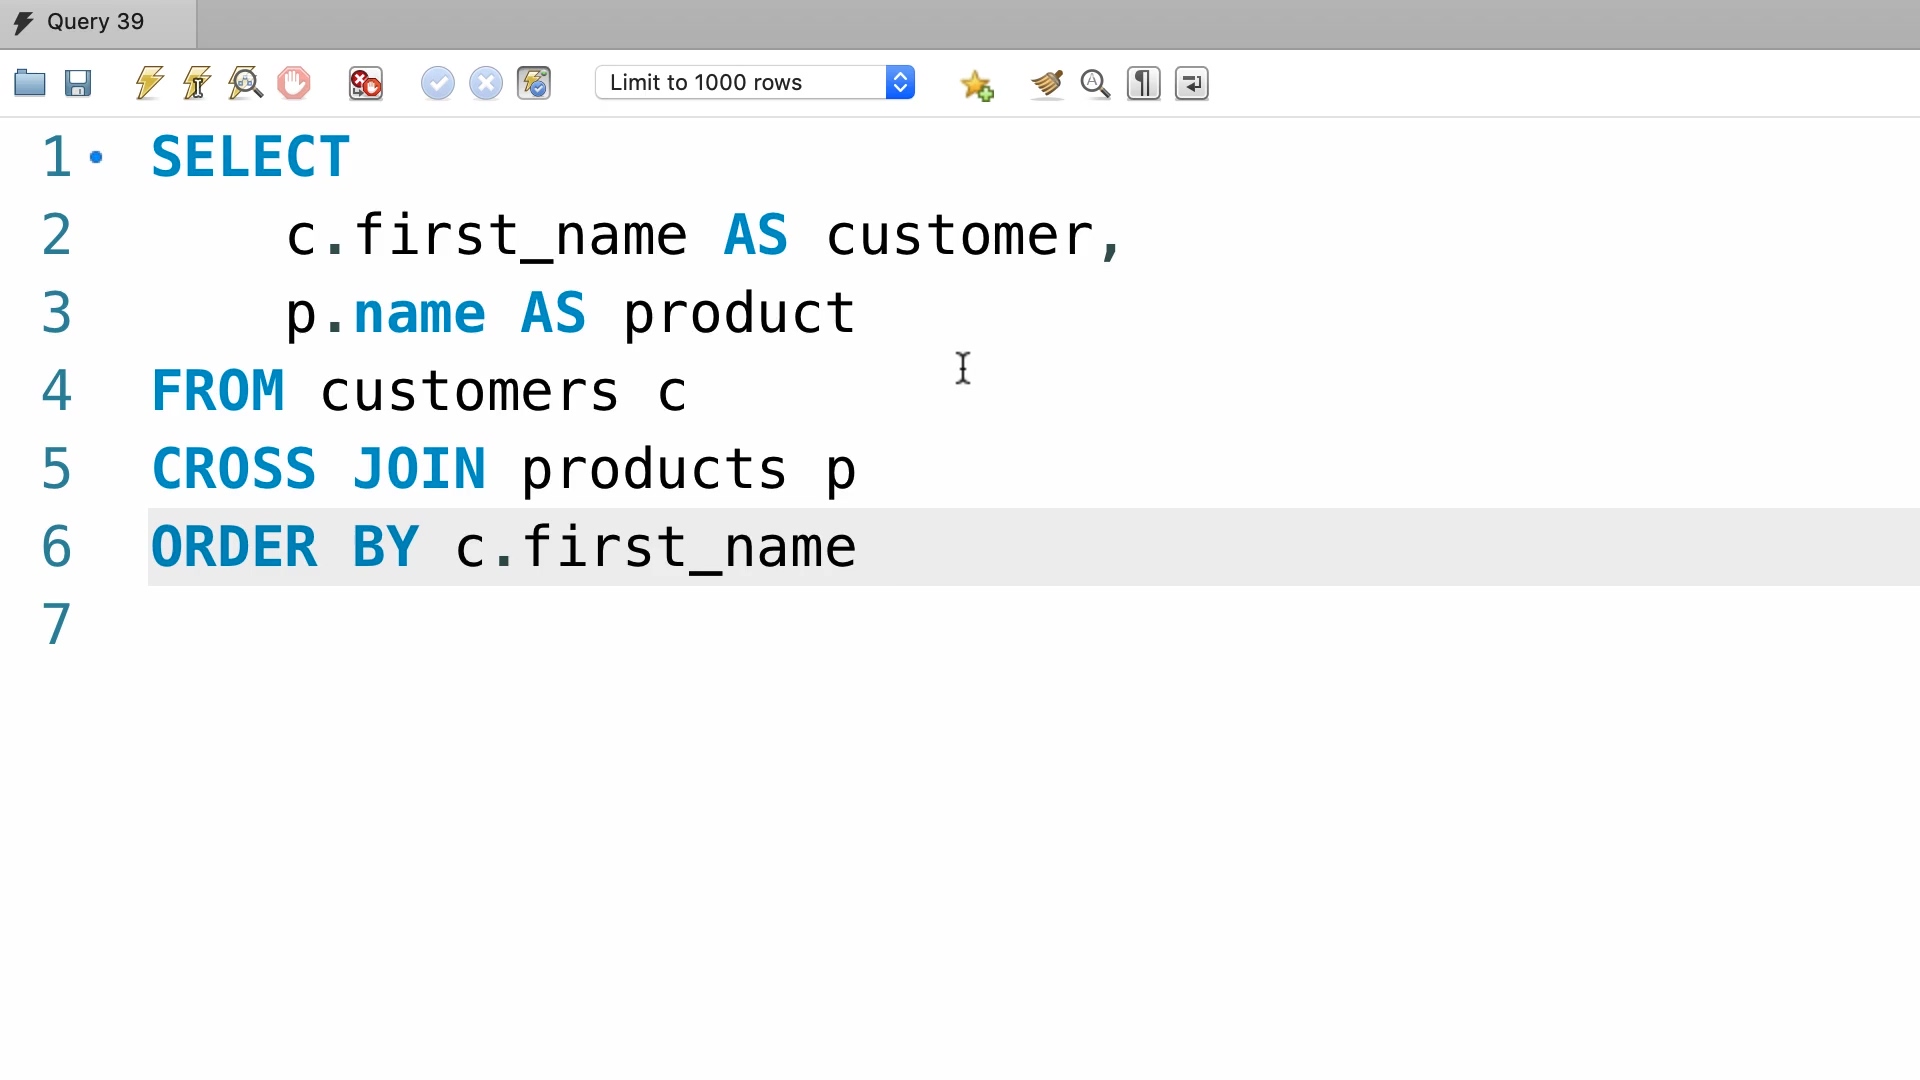 Query 39
Limit to 1000 rows
1 SELECT
2 c.first_name AS customer,
3 p.name AS product
4 FROM customers c
5 CROSS JOIN products p
6 ORDER BY c.first_name
7